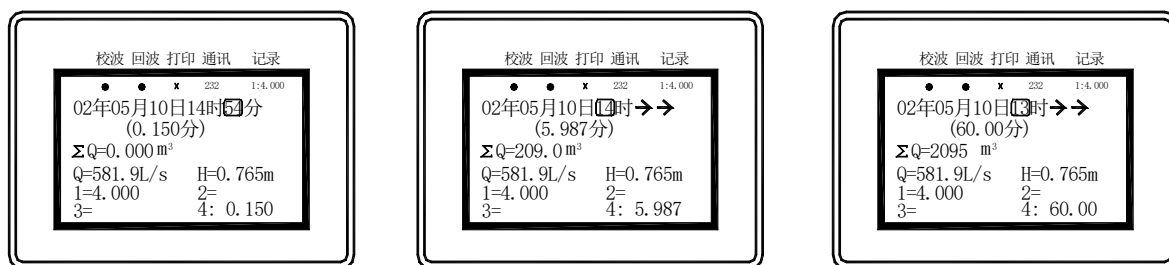 校波 回波 打印 通讯 记录
● ● x 232 1:4.000
02年05月10日14时54分
(0.150分)
ΣQ=0.000m³
Q=581.9L/s H=0.765m
1=4.000 2=
3= 4: 0.150
校波 回波 打印 通讯 记录
● ● x 232 1:4.000
02年05月10日14时→→
(5.987分)
ΣQ=209.0m³
Q=581.9L/s H=0.765m
1=4.000 2=
3= 4: 5.987
校波 回波 打印 通讯 记录
● ● x 232 1:4.000
02年05月10日13时→→
(60.00分)
ΣQ=2095 m³
Q=581.9L/s H=0.765m
1=4.000 2=
3= 4: 60.00